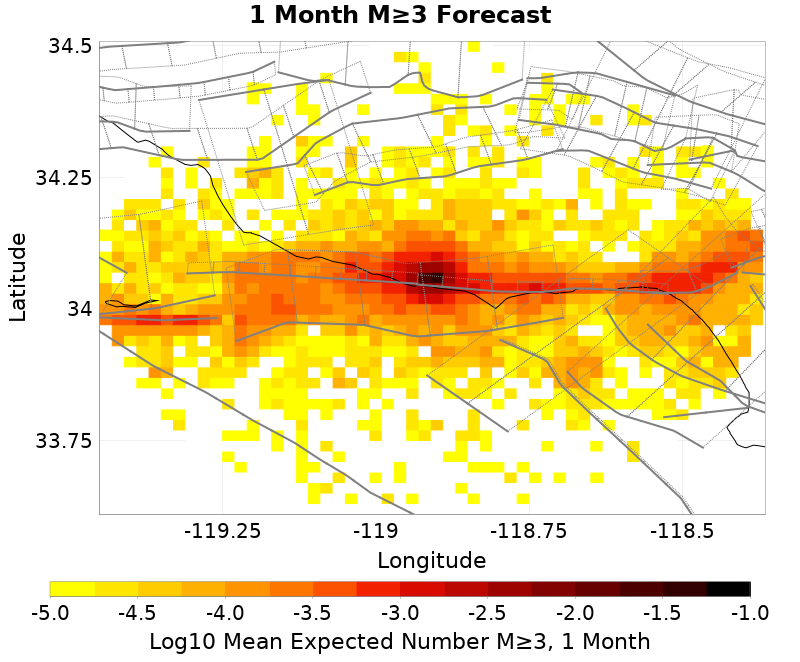 1 Month M≥3 Forecast
34.5
34.25
34
33.75
Latitude
-119.25 -119 -118.75 -118.5
Longitude
-5.0 -4.5 -4.0 -3.5 -3.0 -2.5 -2.0 -1.5 -1.0
Log10 Mean Expected Number M≥3, 1 Month